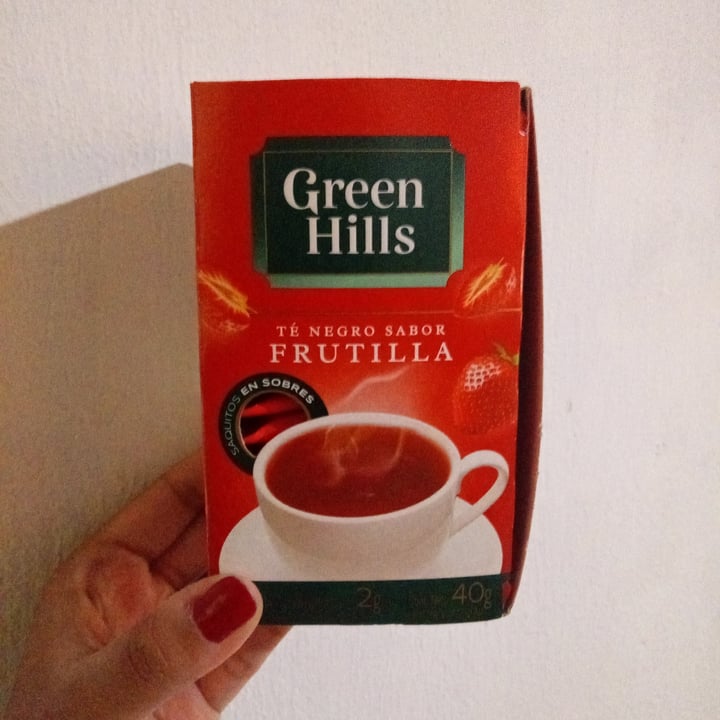 Green
Hills
TÉ NEGRO SABOR
FRUTILLA
SAQUITOS EN SOBRES
2g
40g